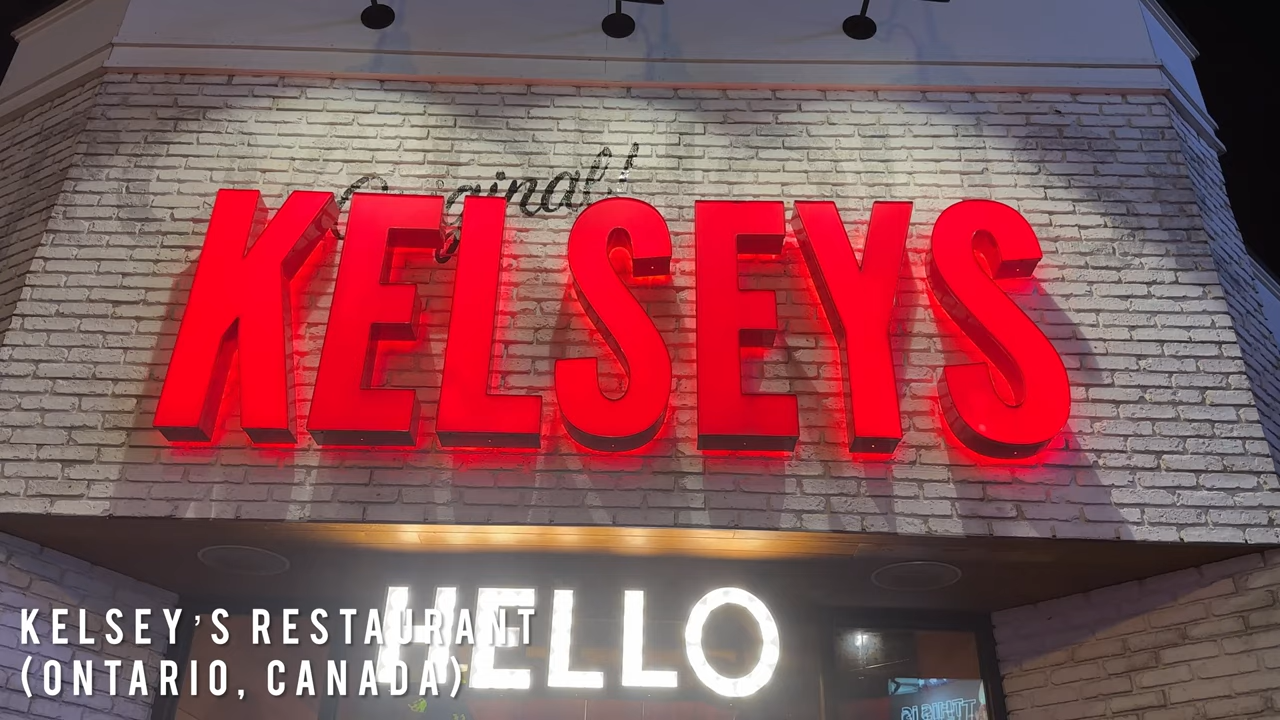 Original!
KELSEYS
HELLO
KELSEY'S RESTAURANT
(ONTARIO, CANADA)